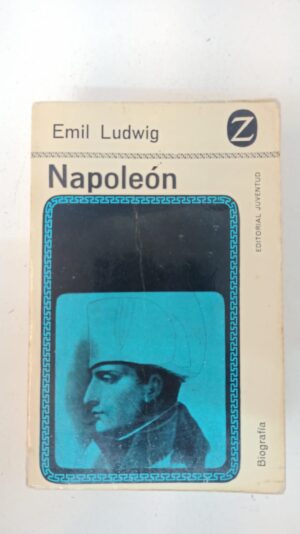 Emil Ludwig
Z
Napoleón
EDITORIAL JUVENTUD
Biografía